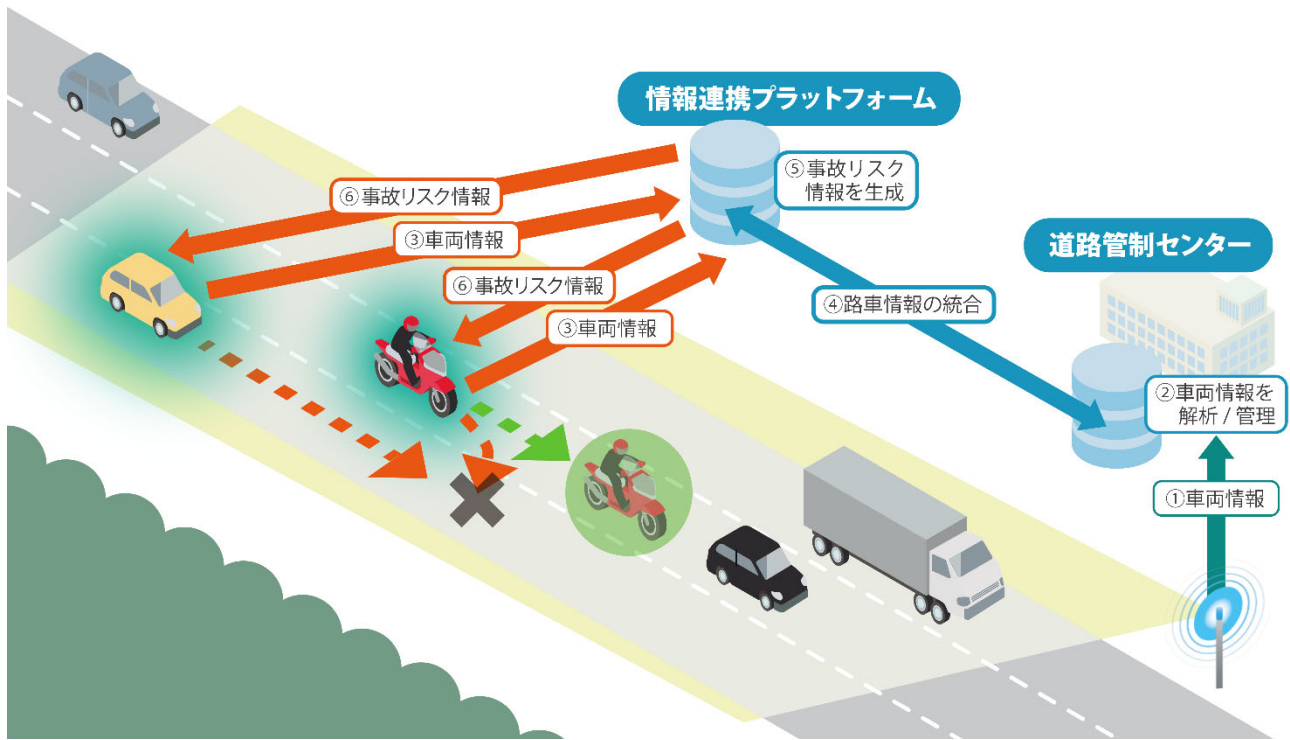 情報連携プラットフォーム
⑤事故リスク
情報を生成
⑥事故リスク情報
③車両情報
道路管制センター
⑥事故リスク情報
④路車情報の統合
③車両情報
②車両情報を
解析/管理
①車両情報